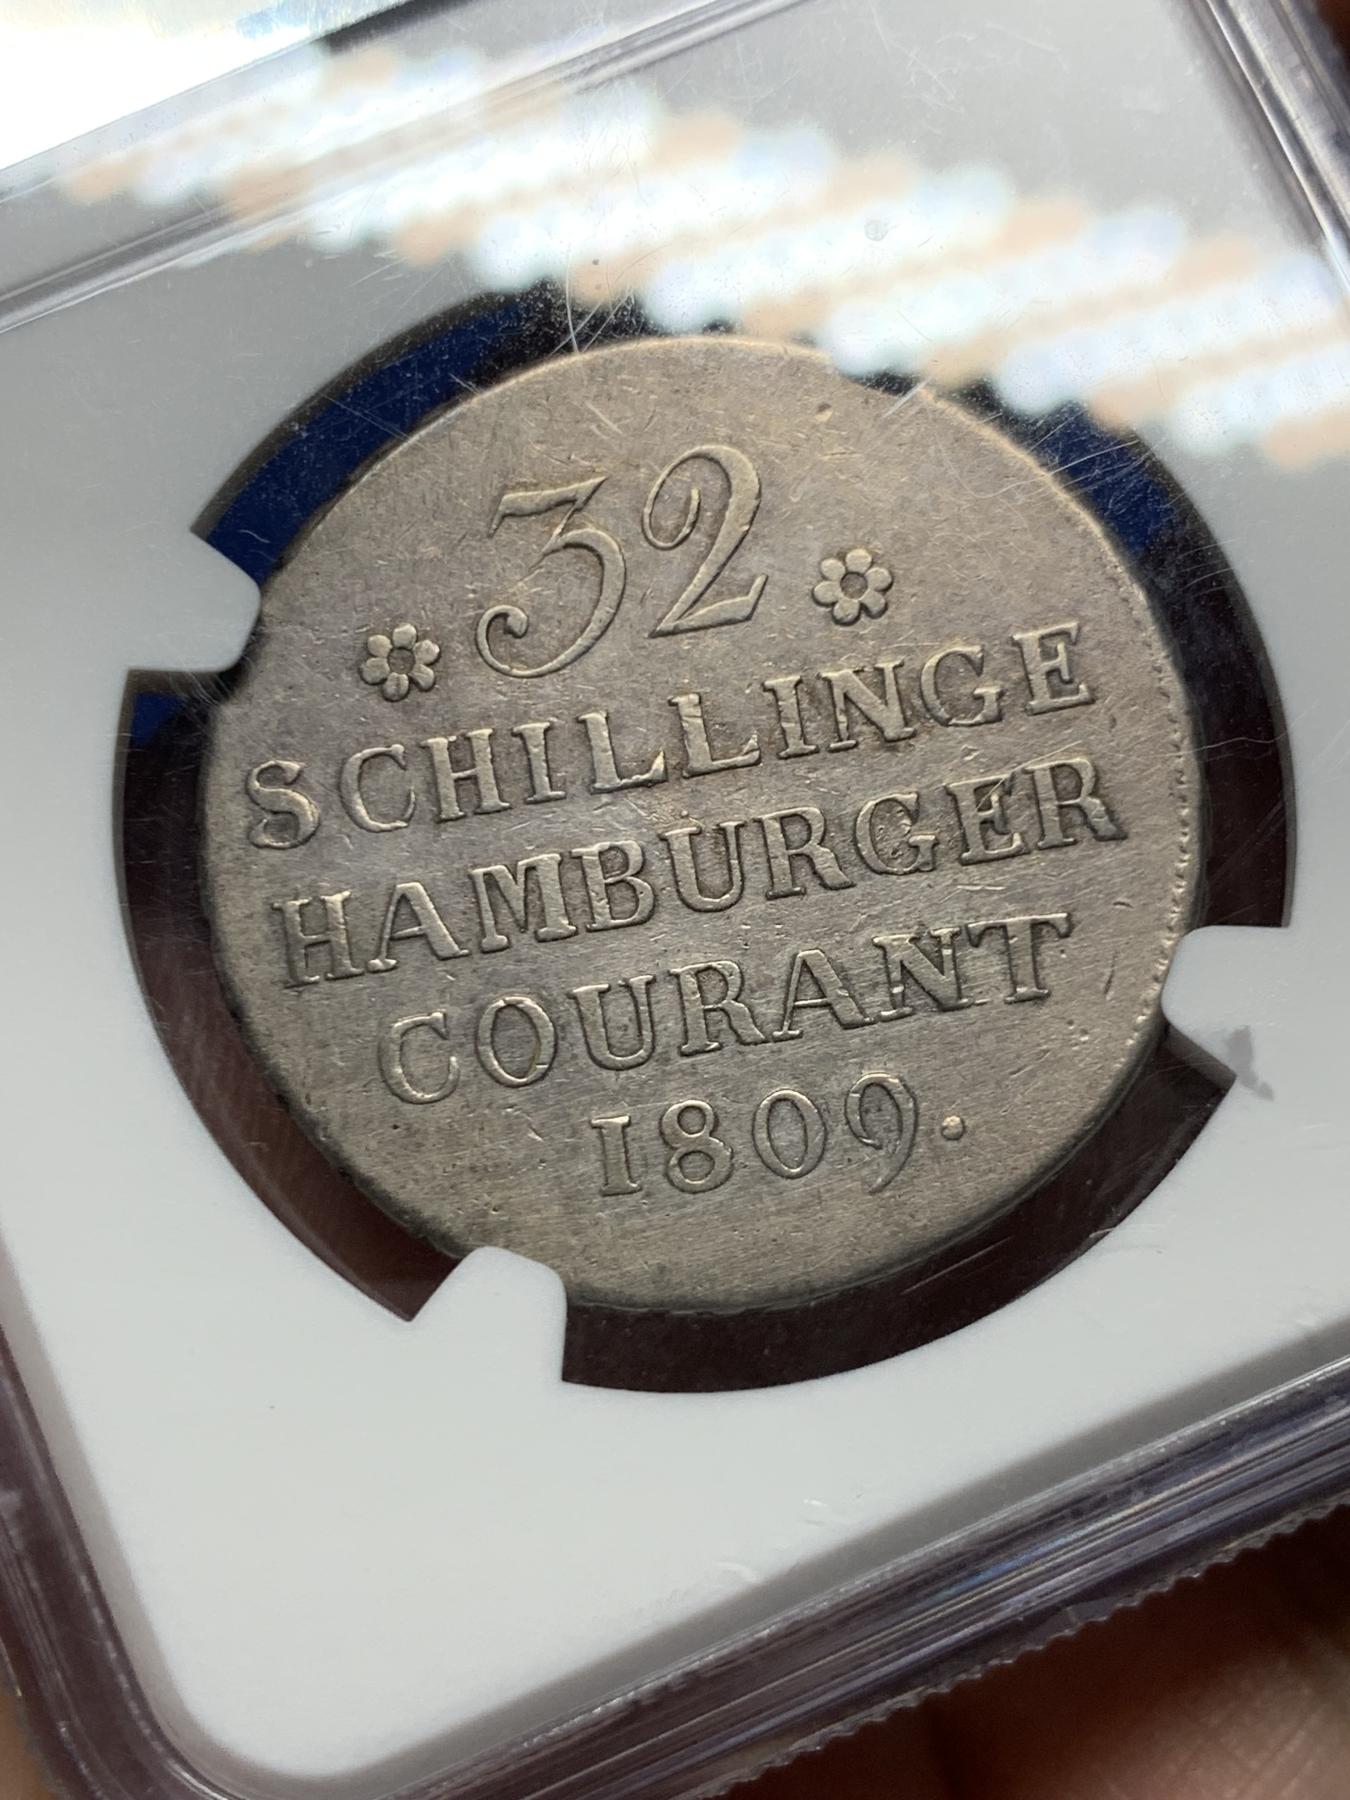 32
SCHILLINGE
HAMBURGER
COURANT
1809.